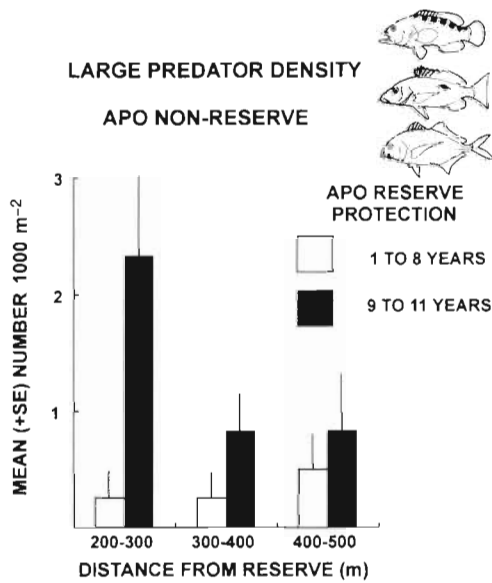 LARGE PREDATOR DENSITY
APO NON-RESERVE
APO RESERVE
PROTECTION
1 TO 8 YEARS
9 TO 11 YEARS
MEAN (+SE) NUMBER 1000 m⁻²
3
2
1
200-300 300-400 400-500
DISTANCE FROM RESERVE (m)